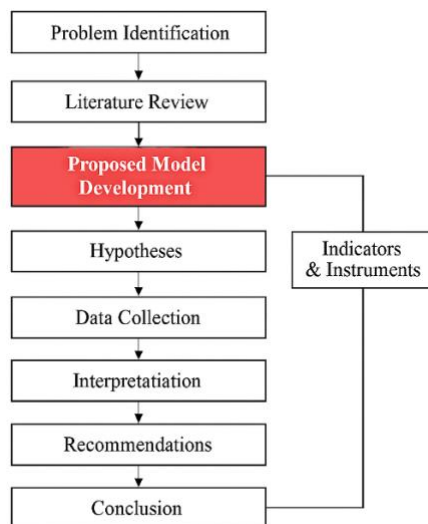 Problem Identification
Literature Review
Proposed Model
Development
Hypotheses
Indicators
& Instruments
Data Collection
Interpretatiation
Recommendations
Conclusion